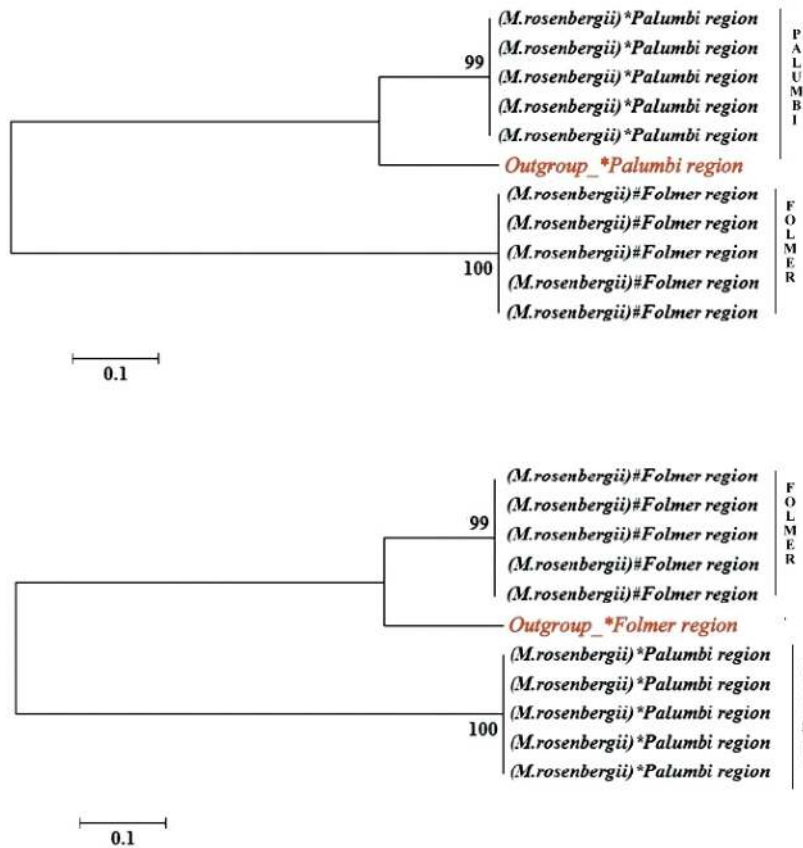 (M.rosenbergii)*Palumbi region
(M.rosenbergii)*Palumbi region
99
(M.rosenbergii)*Palumbi region
(M.rosenbergii)*Palumbi region
(M.rosenbergii)*Palumbi region
PALUMBI
Outgroup_*Palumbi region
(M.rosenbergii)#Folmer region
(M.rosenbergii)#Folmer region
(M.rosenbergii)#Folmer region
100
(M.rosenbergii)#Folmer region
(M.rosenbergii)#Folmer region
FOLMER
0.1
(M.rosenbergii)#Folmer region
(M.rosenbergii)#Folmer region
99
(M.rosenbergii)#Folmer region
(M.rosenbergii)#Folmer region
(M.rosenbergii)#Folmer region
FOLMER
Outgroup_*Folmer region
(M.rosenbergii)*Palumbi region
(M.rosenbergii)*Palumbi region
(M.rosenbergii)*Palumbi region
100
(M.rosenbergii)*Palumbi region
(M.rosenbergii)*Palumbi region
0.1